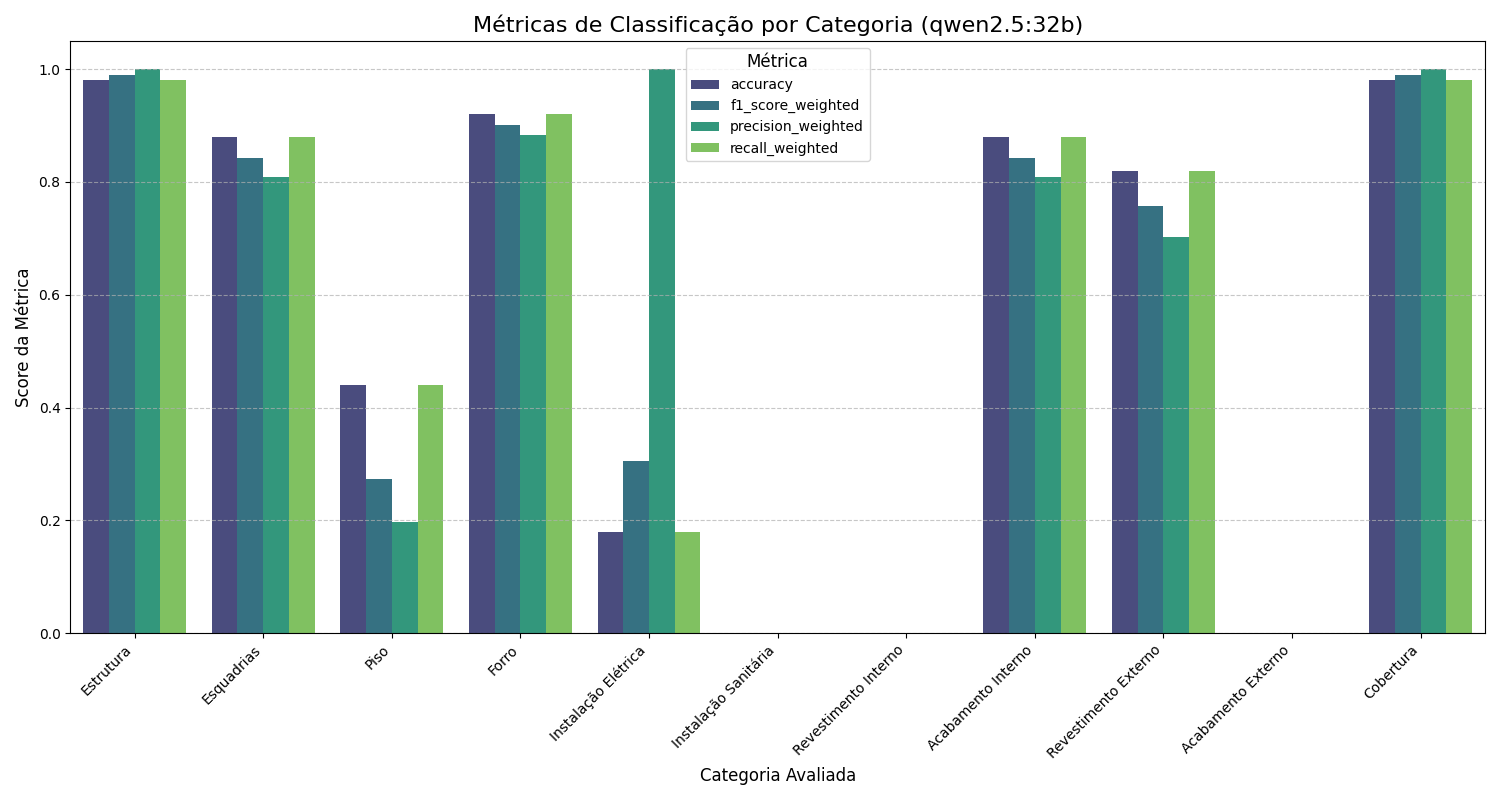 Métricas de Classificação por Categoria (qwen2.5:32b)
Métrica
accuracy
f1_score_weighted
precision_weighted
recall_weighted
Score da Métrica
1.0
0.8
0.6
0.4
0.2
0.0
Estrutura
Esquadrias
Piso
Forro
Instalação Elétrica
Instalação Sanitária
Revestimento Interno
Acabamento Interno
Revestimento Externo
Acabamento Externo
Cobertura
Categoria Avaliada